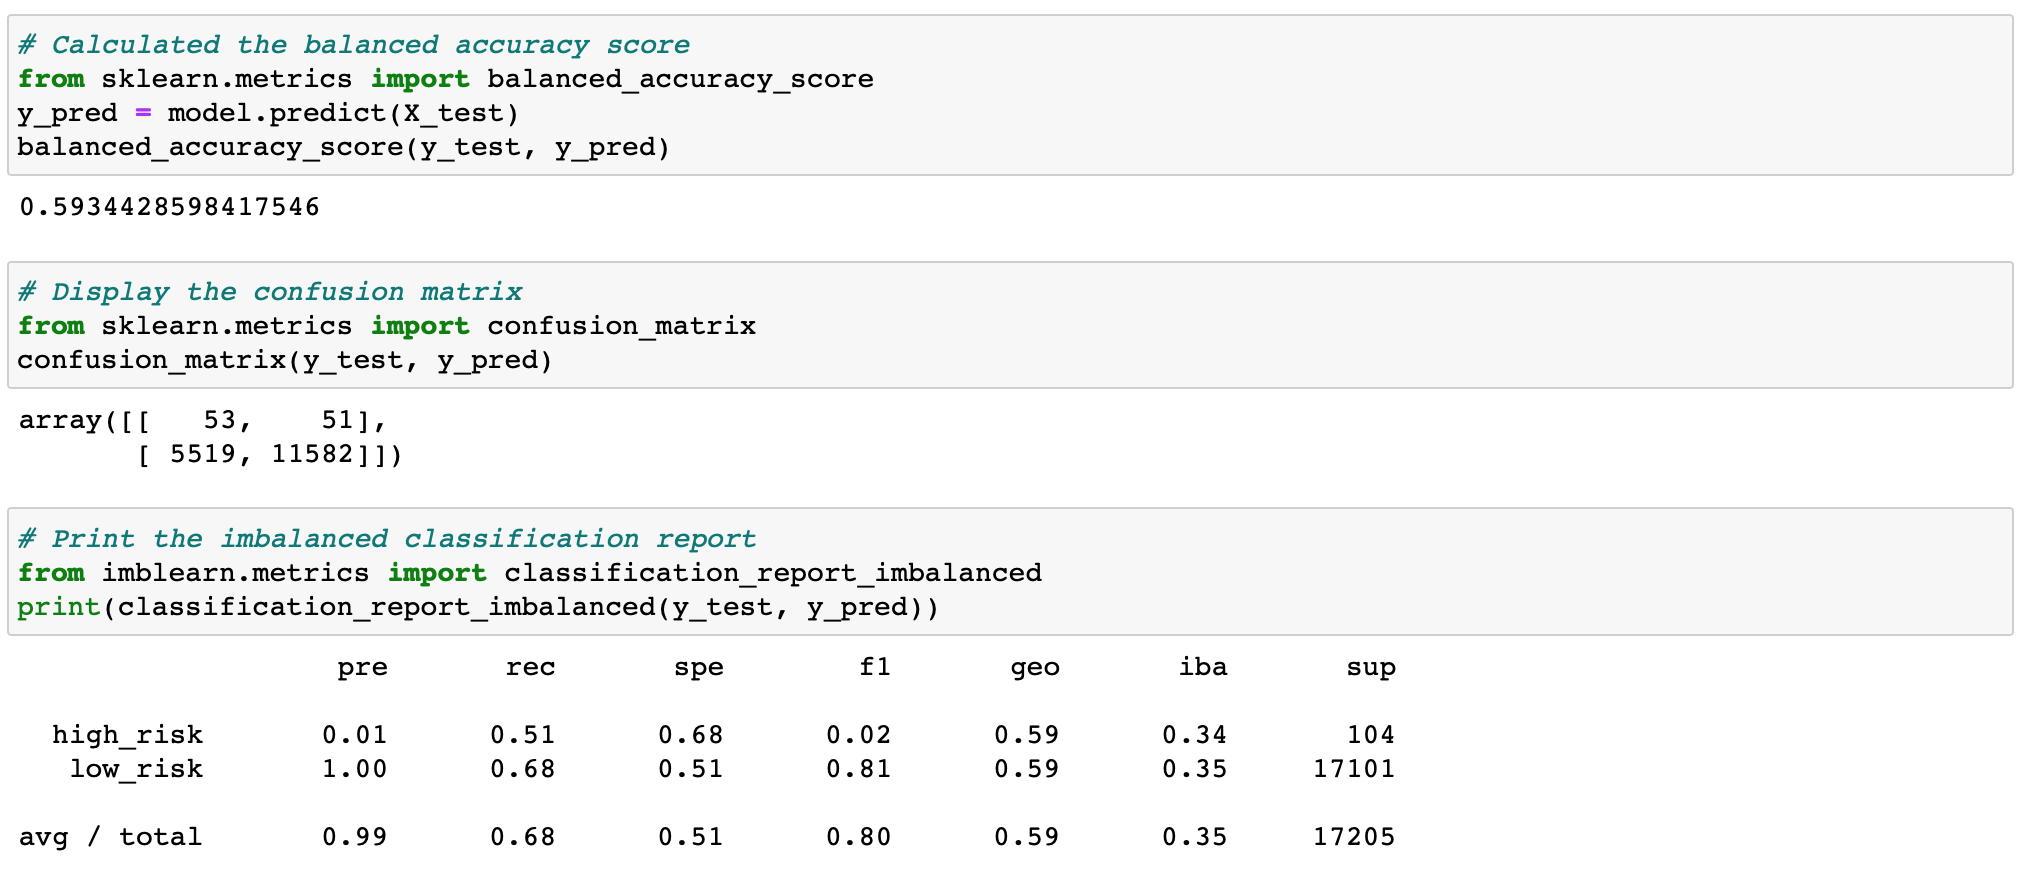 # Calculated the balanced accuracy score
from sklearn.metrics import balanced_accuracy_score
y_pred = model.predict(X_test)
balanced_accuracy_score(y_test, y_pred)
0.5934428598417546
# Display the confusion matrix
from sklearn.metrics import confusion_matrix
confusion_matrix(y_test, y_pred)
array([[   53,    51],
       [ 5519, 11582]])
# Print the imbalanced classification report
from imblearn.metrics import classification_report_imbalanced
print(classification_report_imbalanced(y_test, y_pred))
                   pre       rec       spe        f1       geo       iba       sup
  high_risk       0.01      0.51      0.68      0.02      0.59      0.34       104
   low_risk       1.00      0.68      0.51      0.81      0.59      0.35     17101
avg / total       0.99      0.68      0.51      0.80      0.59      0.35     17205